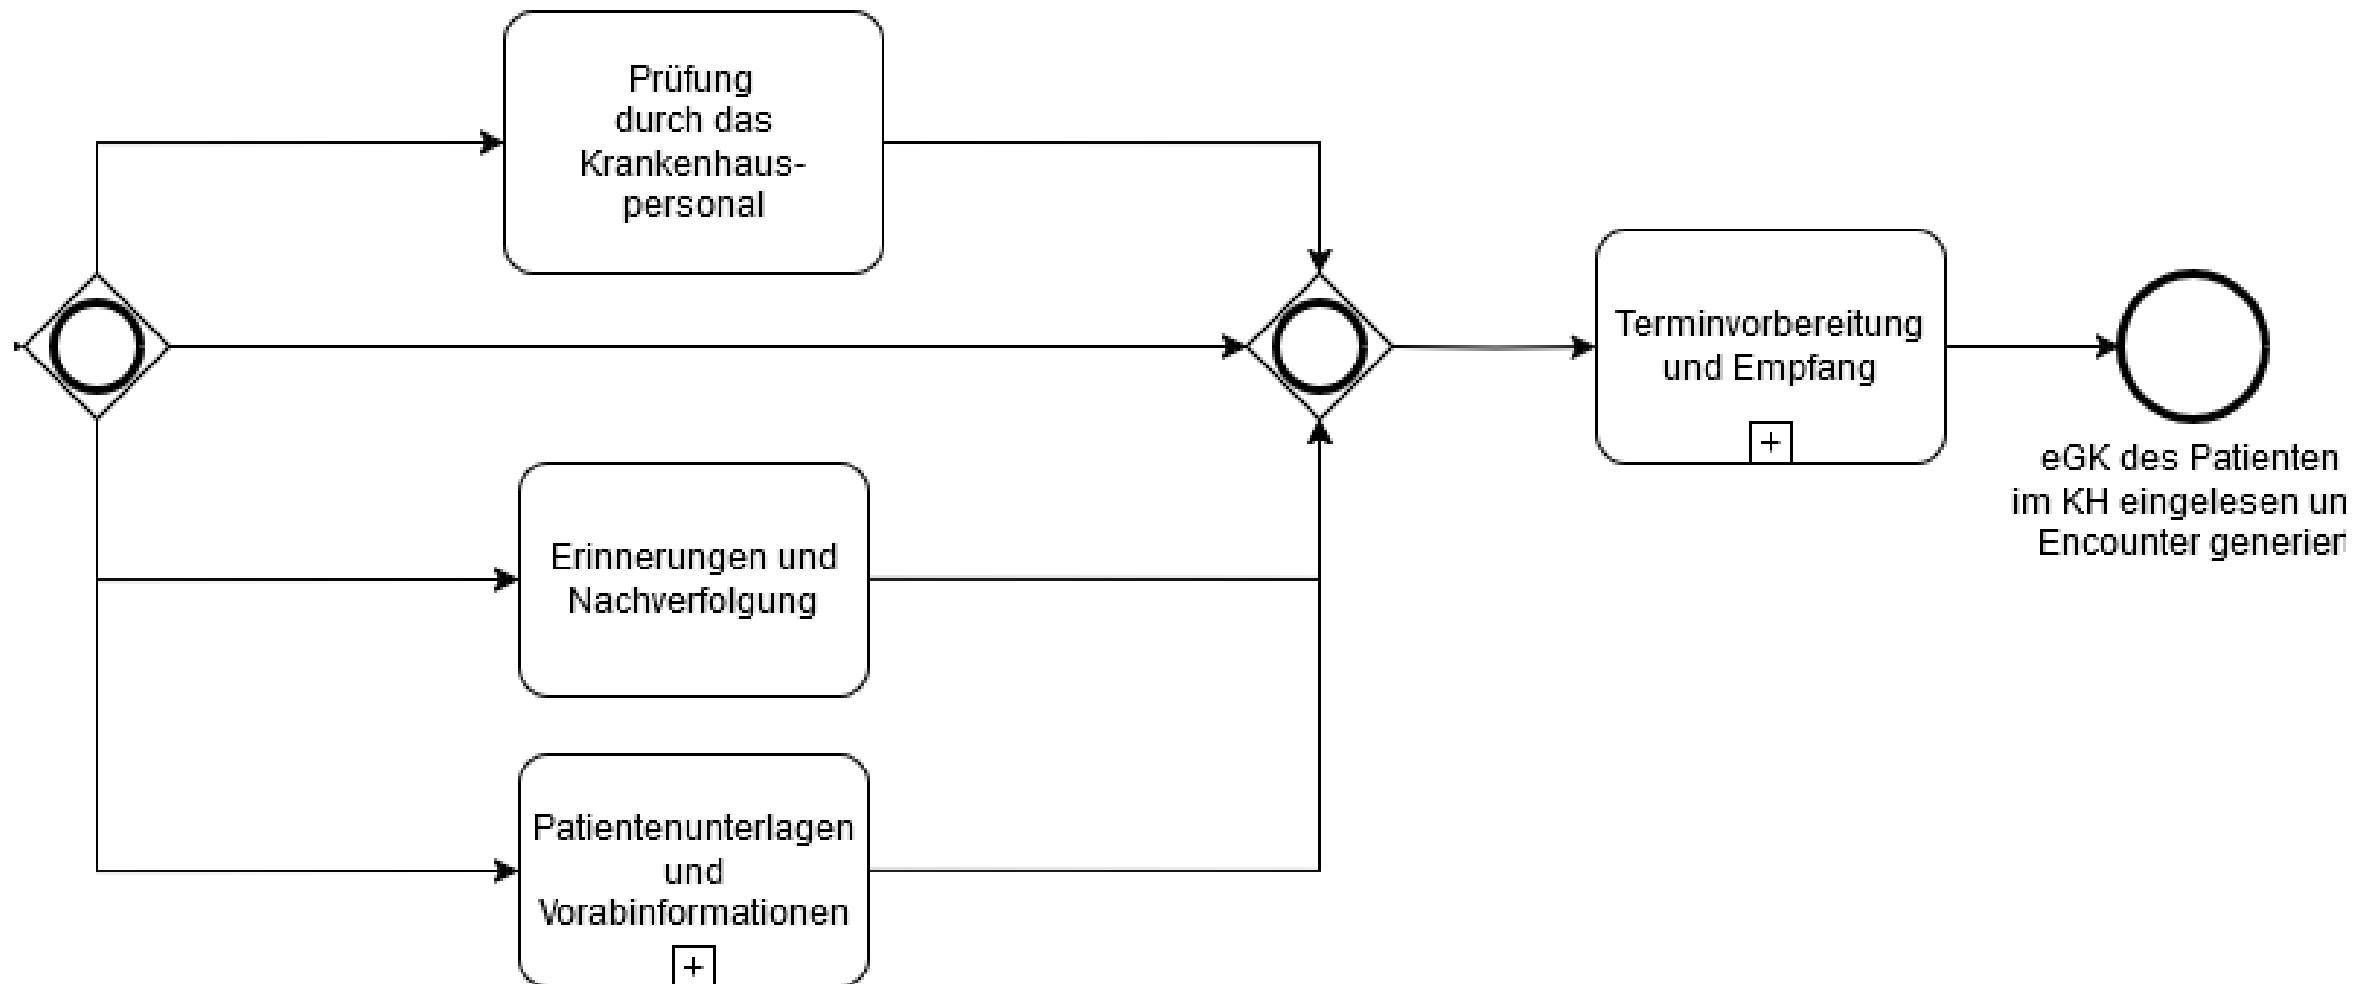 Prüfung
durch das
Krankenhaus-
personal
Terminvorbereitung
und Empfang
eGK des Patienten
im KH eingelesen un
Encounter generiert
Erinnerungen und
Nachverfolgung
Patientenunterlagen
und
Vorabinformationen